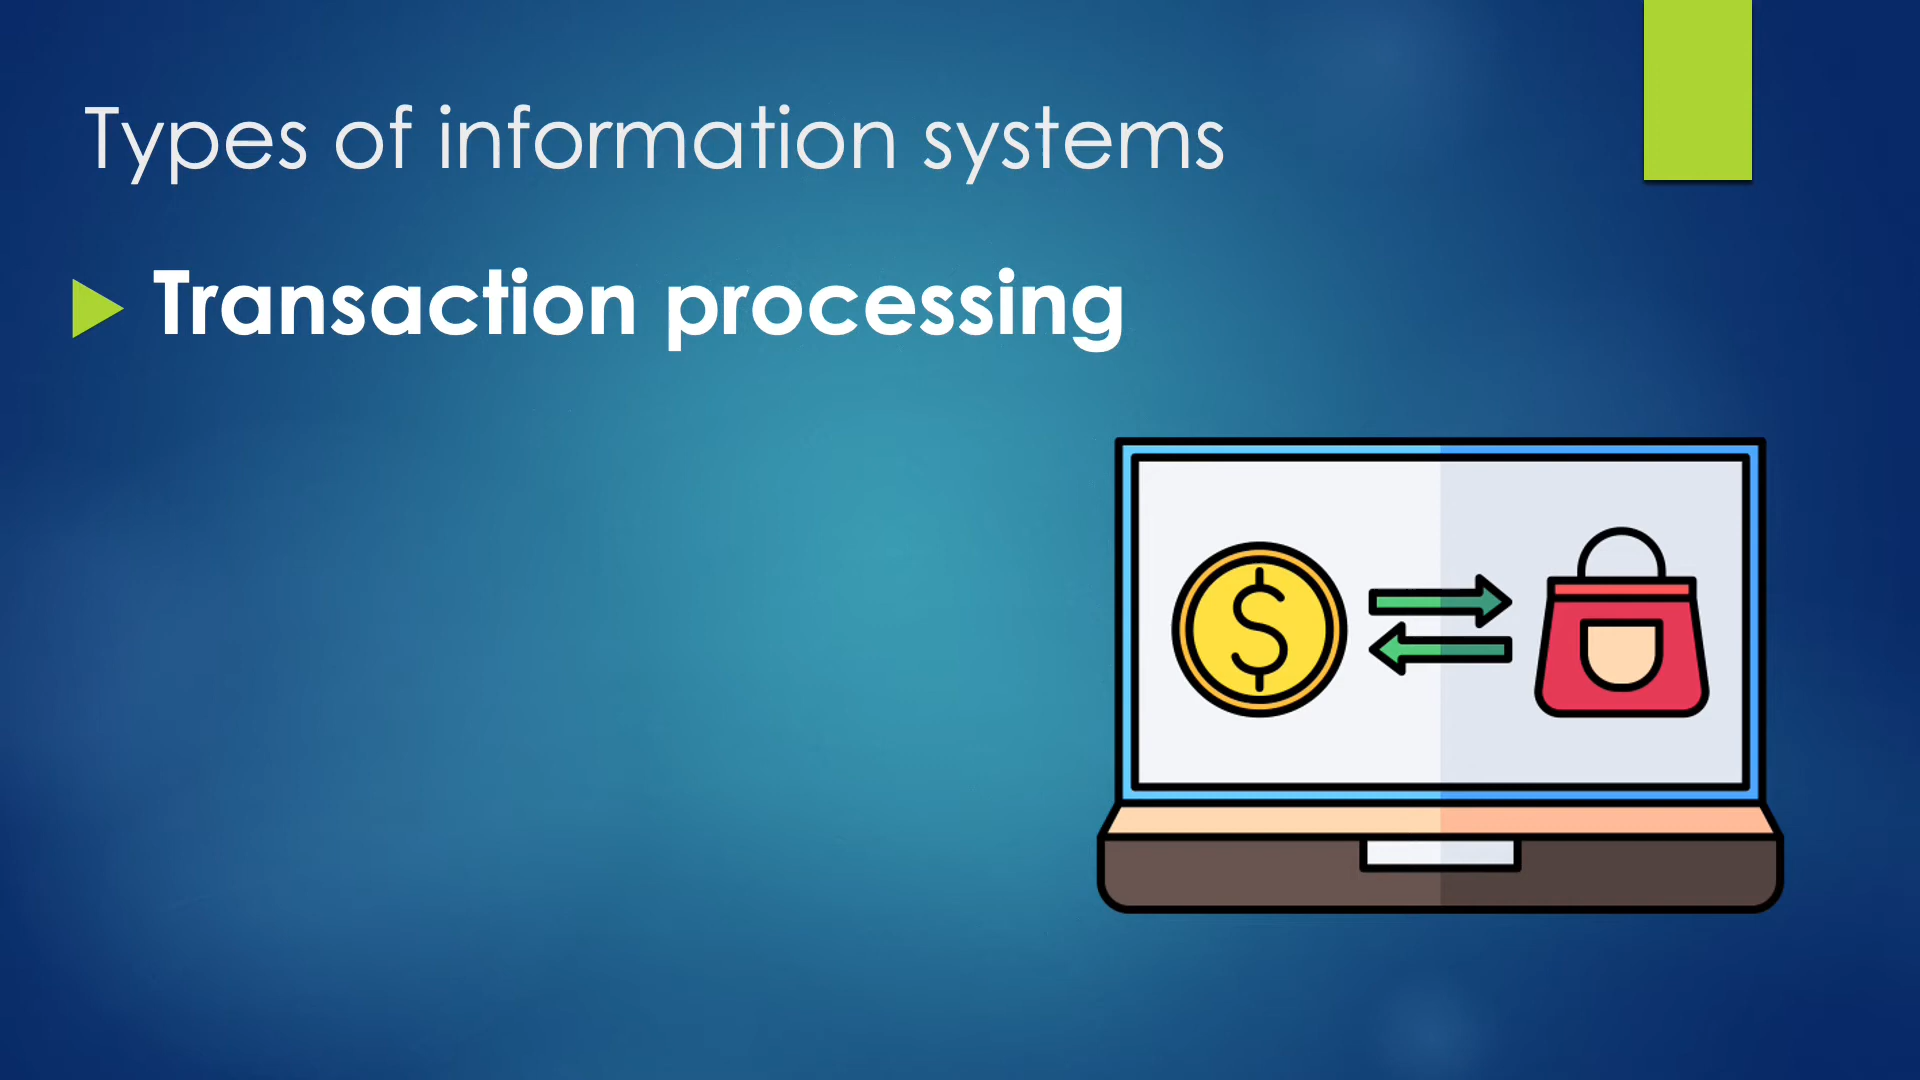 Types of information systems
Transaction processing
$